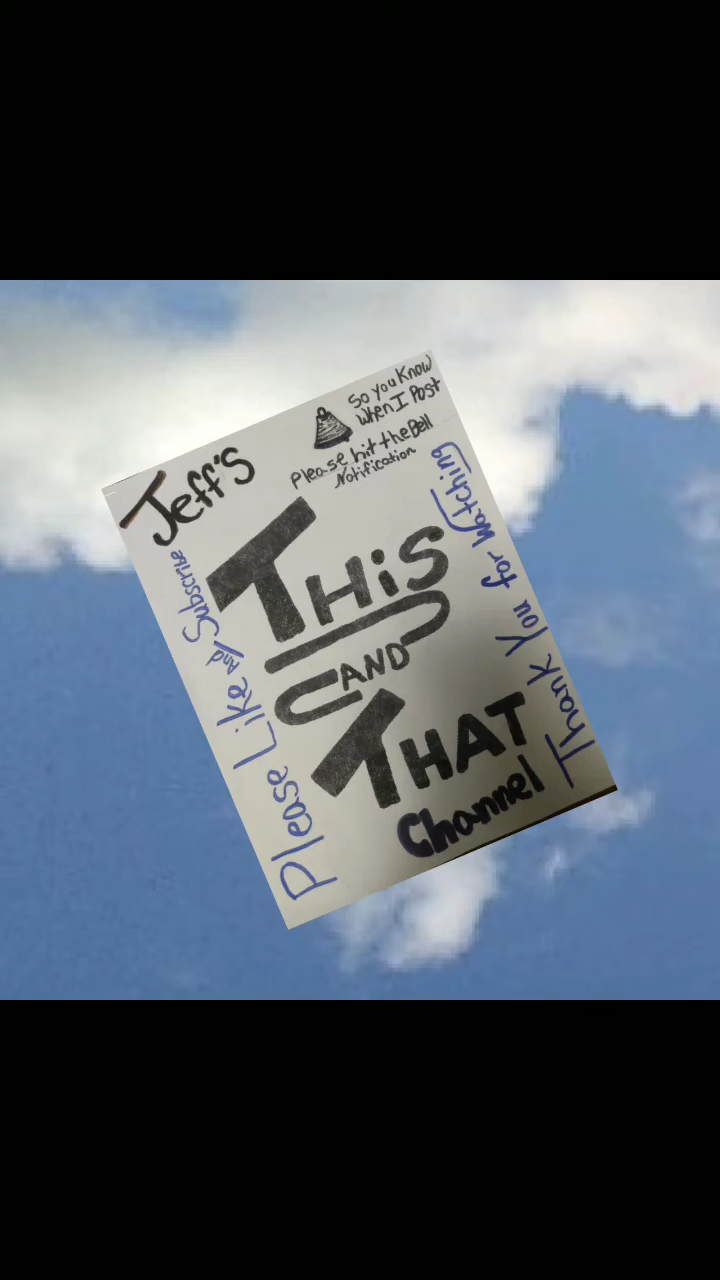 Jeff's
So you Know
When I Post
Please hit the Bell
Notification
THiS
AND
THAT
Channel
Please Like And Subscribe
Thank You for Watching